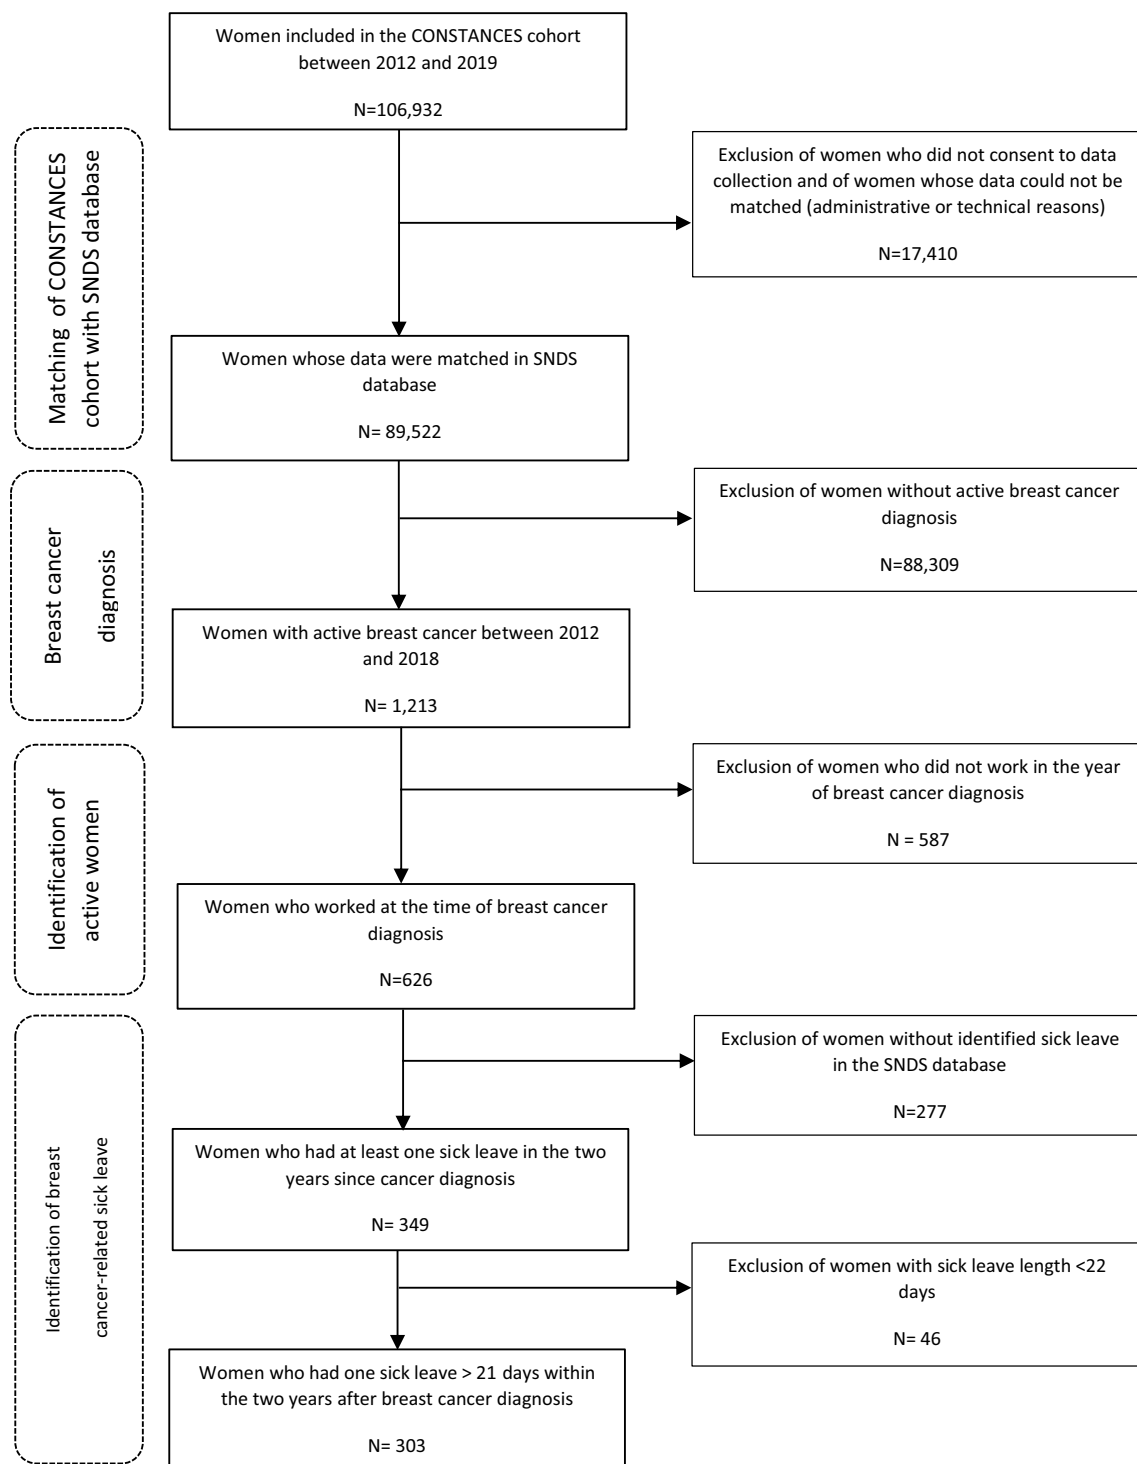 Women included in the CONSTANCES cohort
between 2012 and 2019
N=106,932
Matching of CONSTANCES
cohort with SNDS database
Exclusion of women who did not consent to data
collection and of women whose data could not be
matched (administrative or technical reasons)
N=17,410
Women whose data were matched in SNDS
database
N= 89,522
Breast cancer
diagnosis
Exclusion of women without active breast cancer
diagnosis
N=88,309
Women with active breast cancer between 2012
and 2018
N= 1,213
Identification of
active women
Exclusion of women who did not work in the year
of breast cancer diagnosis
N = 587
Women who worked at the time of breast cancer
diagnosis
N=626
Identification of breast
cancer-related sick leave
Exclusion of women without identified sick leave
in the SNDS database
N=277
Women who had at least one sick leave in the two
years since cancer diagnosis
N= 349
Exclusion of women with sick leave length <22
days
N= 46
Women who had one sick leave > 21 days within
the two years after breast cancer diagnosis
N= 303